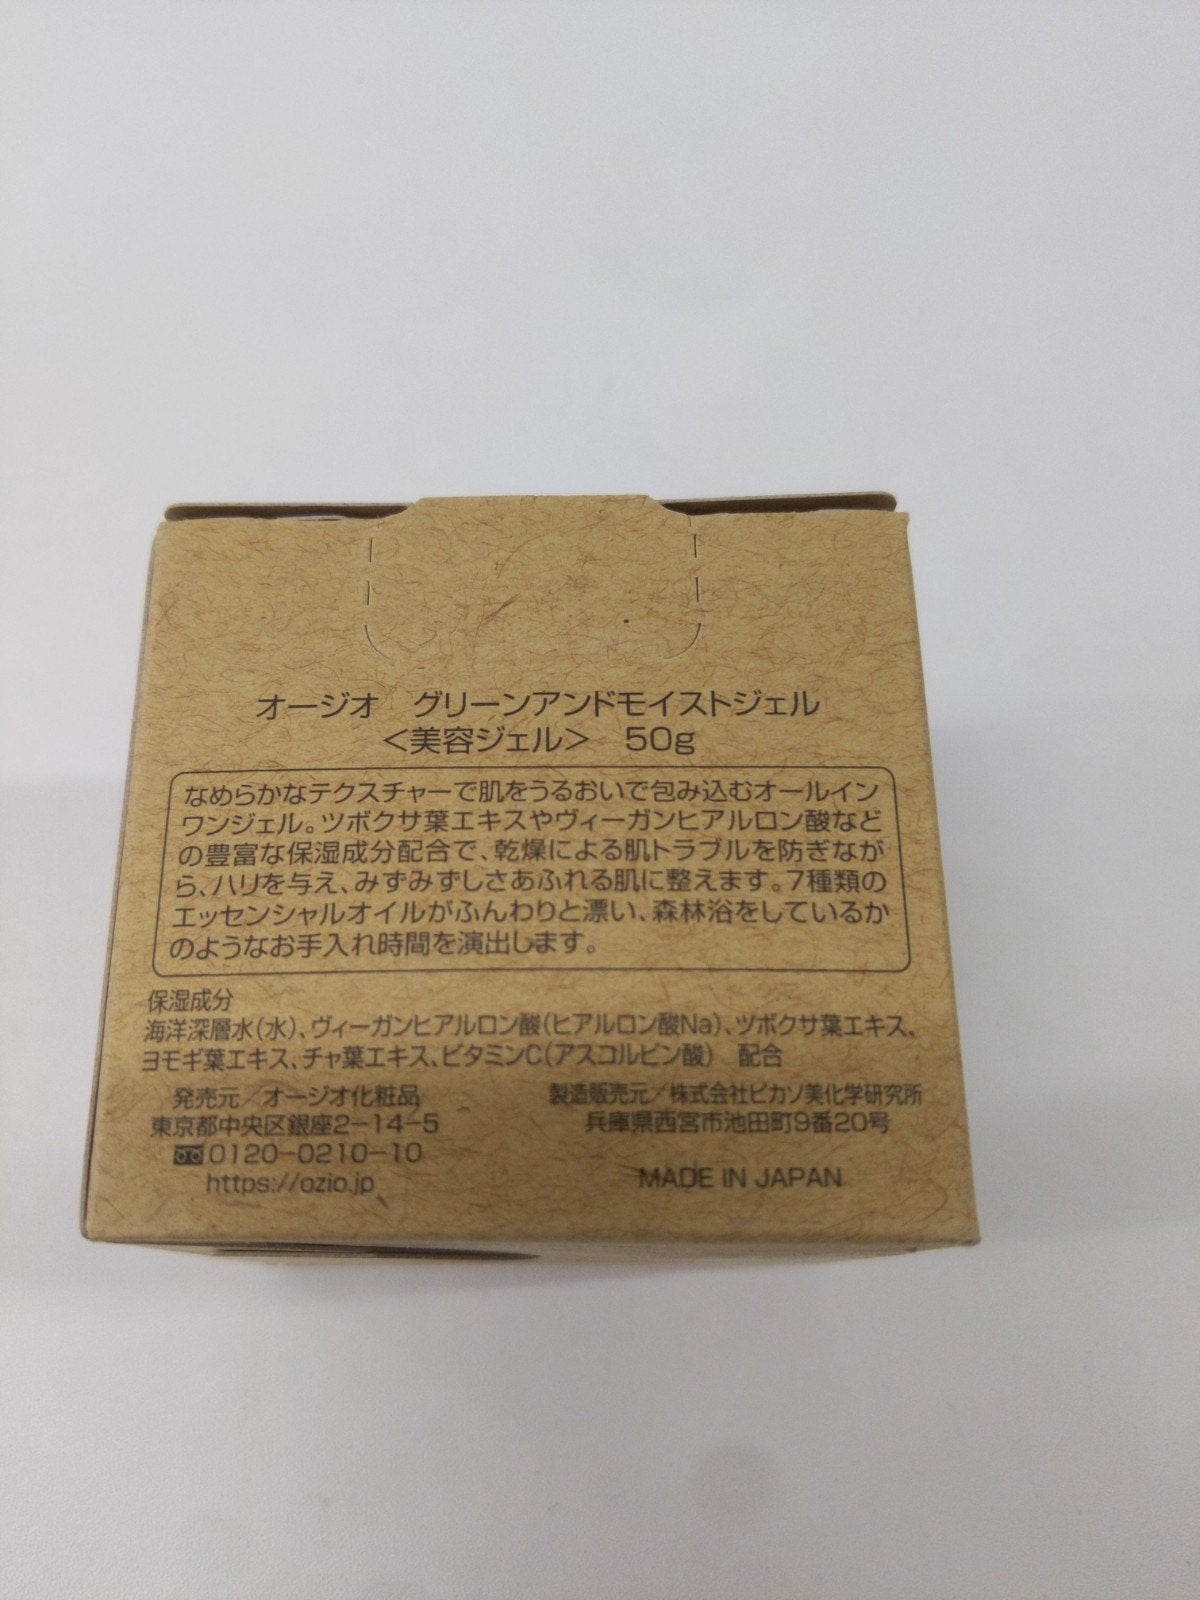 オージオ　グリーンアンドモイストジェル
＜美容ジェル＞　50g
なめらかなテクスチャーで肌をうるおいで包み込むオールイン
ワンジェル。ツボクサ葉エキスやヴィーガンヒアルロン酸など
の豊富な保湿成分配合で、乾燥による肌トラブルを防ぎなが
ら、ハリを与え、みずみずしさあふれる肌に整えます。7種類の
エッセンシャルオイルがふんわりと漂い、森林浴をしているか
のようなお手入れ時間を演出します。
保湿成分
海洋深層水(水)、ヴィーガンヒアルロン酸(ヒアルロン酸Na)、ツボクサ葉エキス、
ヨモギ葉エキス、チャ葉エキス、ビタミンC(アスコルビン酸)　配合
発売元／オージオ化粧品
東京都中央区銀座2−14−5
0120−0210−10
https://ozio.jp
製造販売元／株式会社ピカソ美化学研究所
兵庫県西宮市池田町9番20号
MADE IN JAPAN